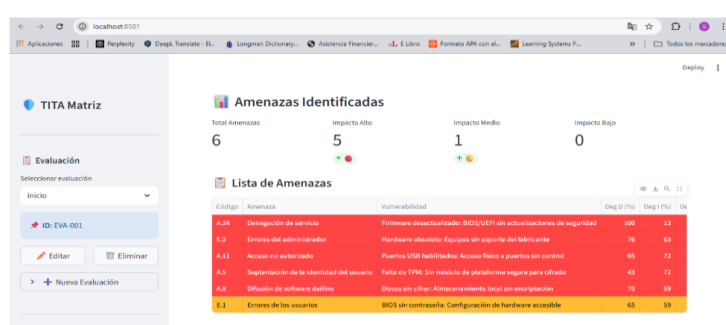 localhost:8501
Aplicaciones Perplexity DeepL Translate - El... Longman Dictionary... Asistencia Financier... E Libro Formato APA con el... Learning Systems P... » Todos los marcadores
Deploy
TITA Matriz
Evaluación
Seleccionar evaluación
inicio
ID: EVA-001
Editar Eliminar
Nueva Evaluación
Amenazas Identificadas
Total Amenazas Impacto Alto Impacto Medio Impacto Bajo
6 5 1 0
↑ ↑
Lista de Amenazas
Código Amenaza Vulnerabilidad Deg D (%) Deg I (%) De
A.24 Denegación de servicio Firmware desactualizado: BIOS/UEFI sin actualizaciones de seguridad 100 13
E.2 Errores del administrador Hardware obsoleto: Equipos sin soporte del fabricante 76 63
A.11 Acceso no autorizado Puertos USB habilitados: Acceso físico a puertos sin control 65 72
A.5 Suplantación de la identidad del usuario Falta de TPM: Sin módulo de plataforma segura para cifrado 43 72
A.8 Difusión de software dañino Discos sin cifrar: Almacenamiento local sin encriptación 70 59
E.1 Errores de los usuarios BIOS sin contraseña: Configuración de hardware accesible 65 59